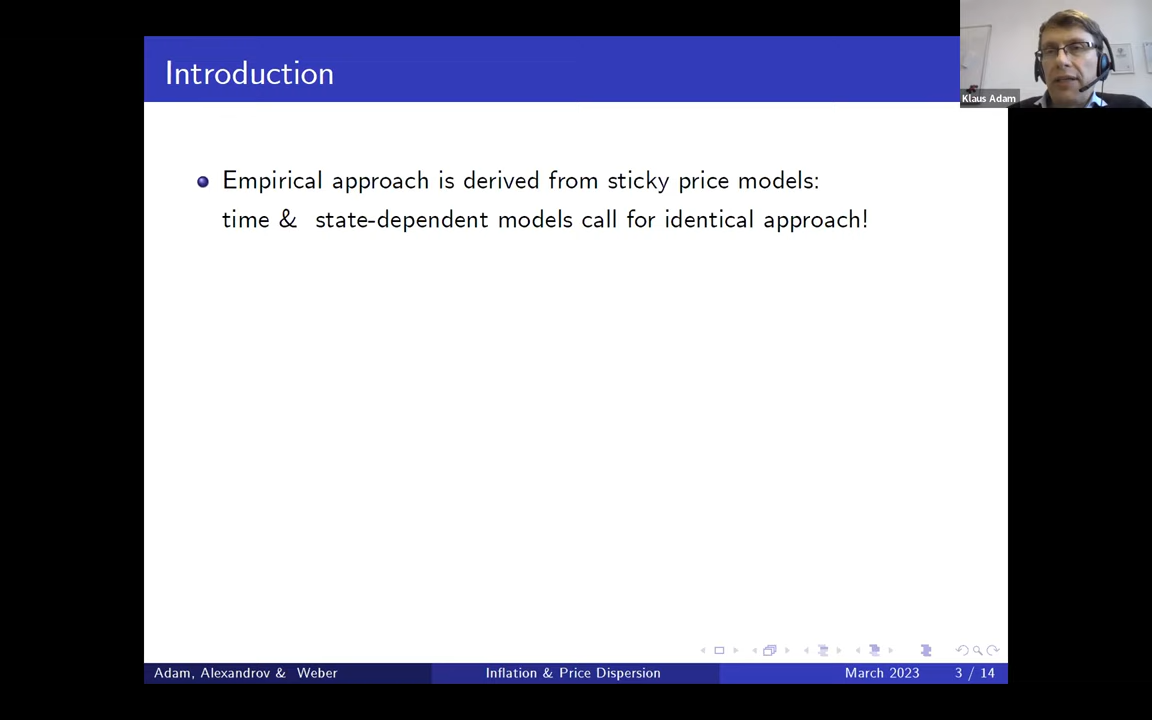 Introduction
Klaus Adam
Empirical approach is derived from sticky price models:
time & state-dependent models call for identical approach!
Adam, Alexandrov & Weber
Inflation & Price Dispersion
March 2023
3 / 14